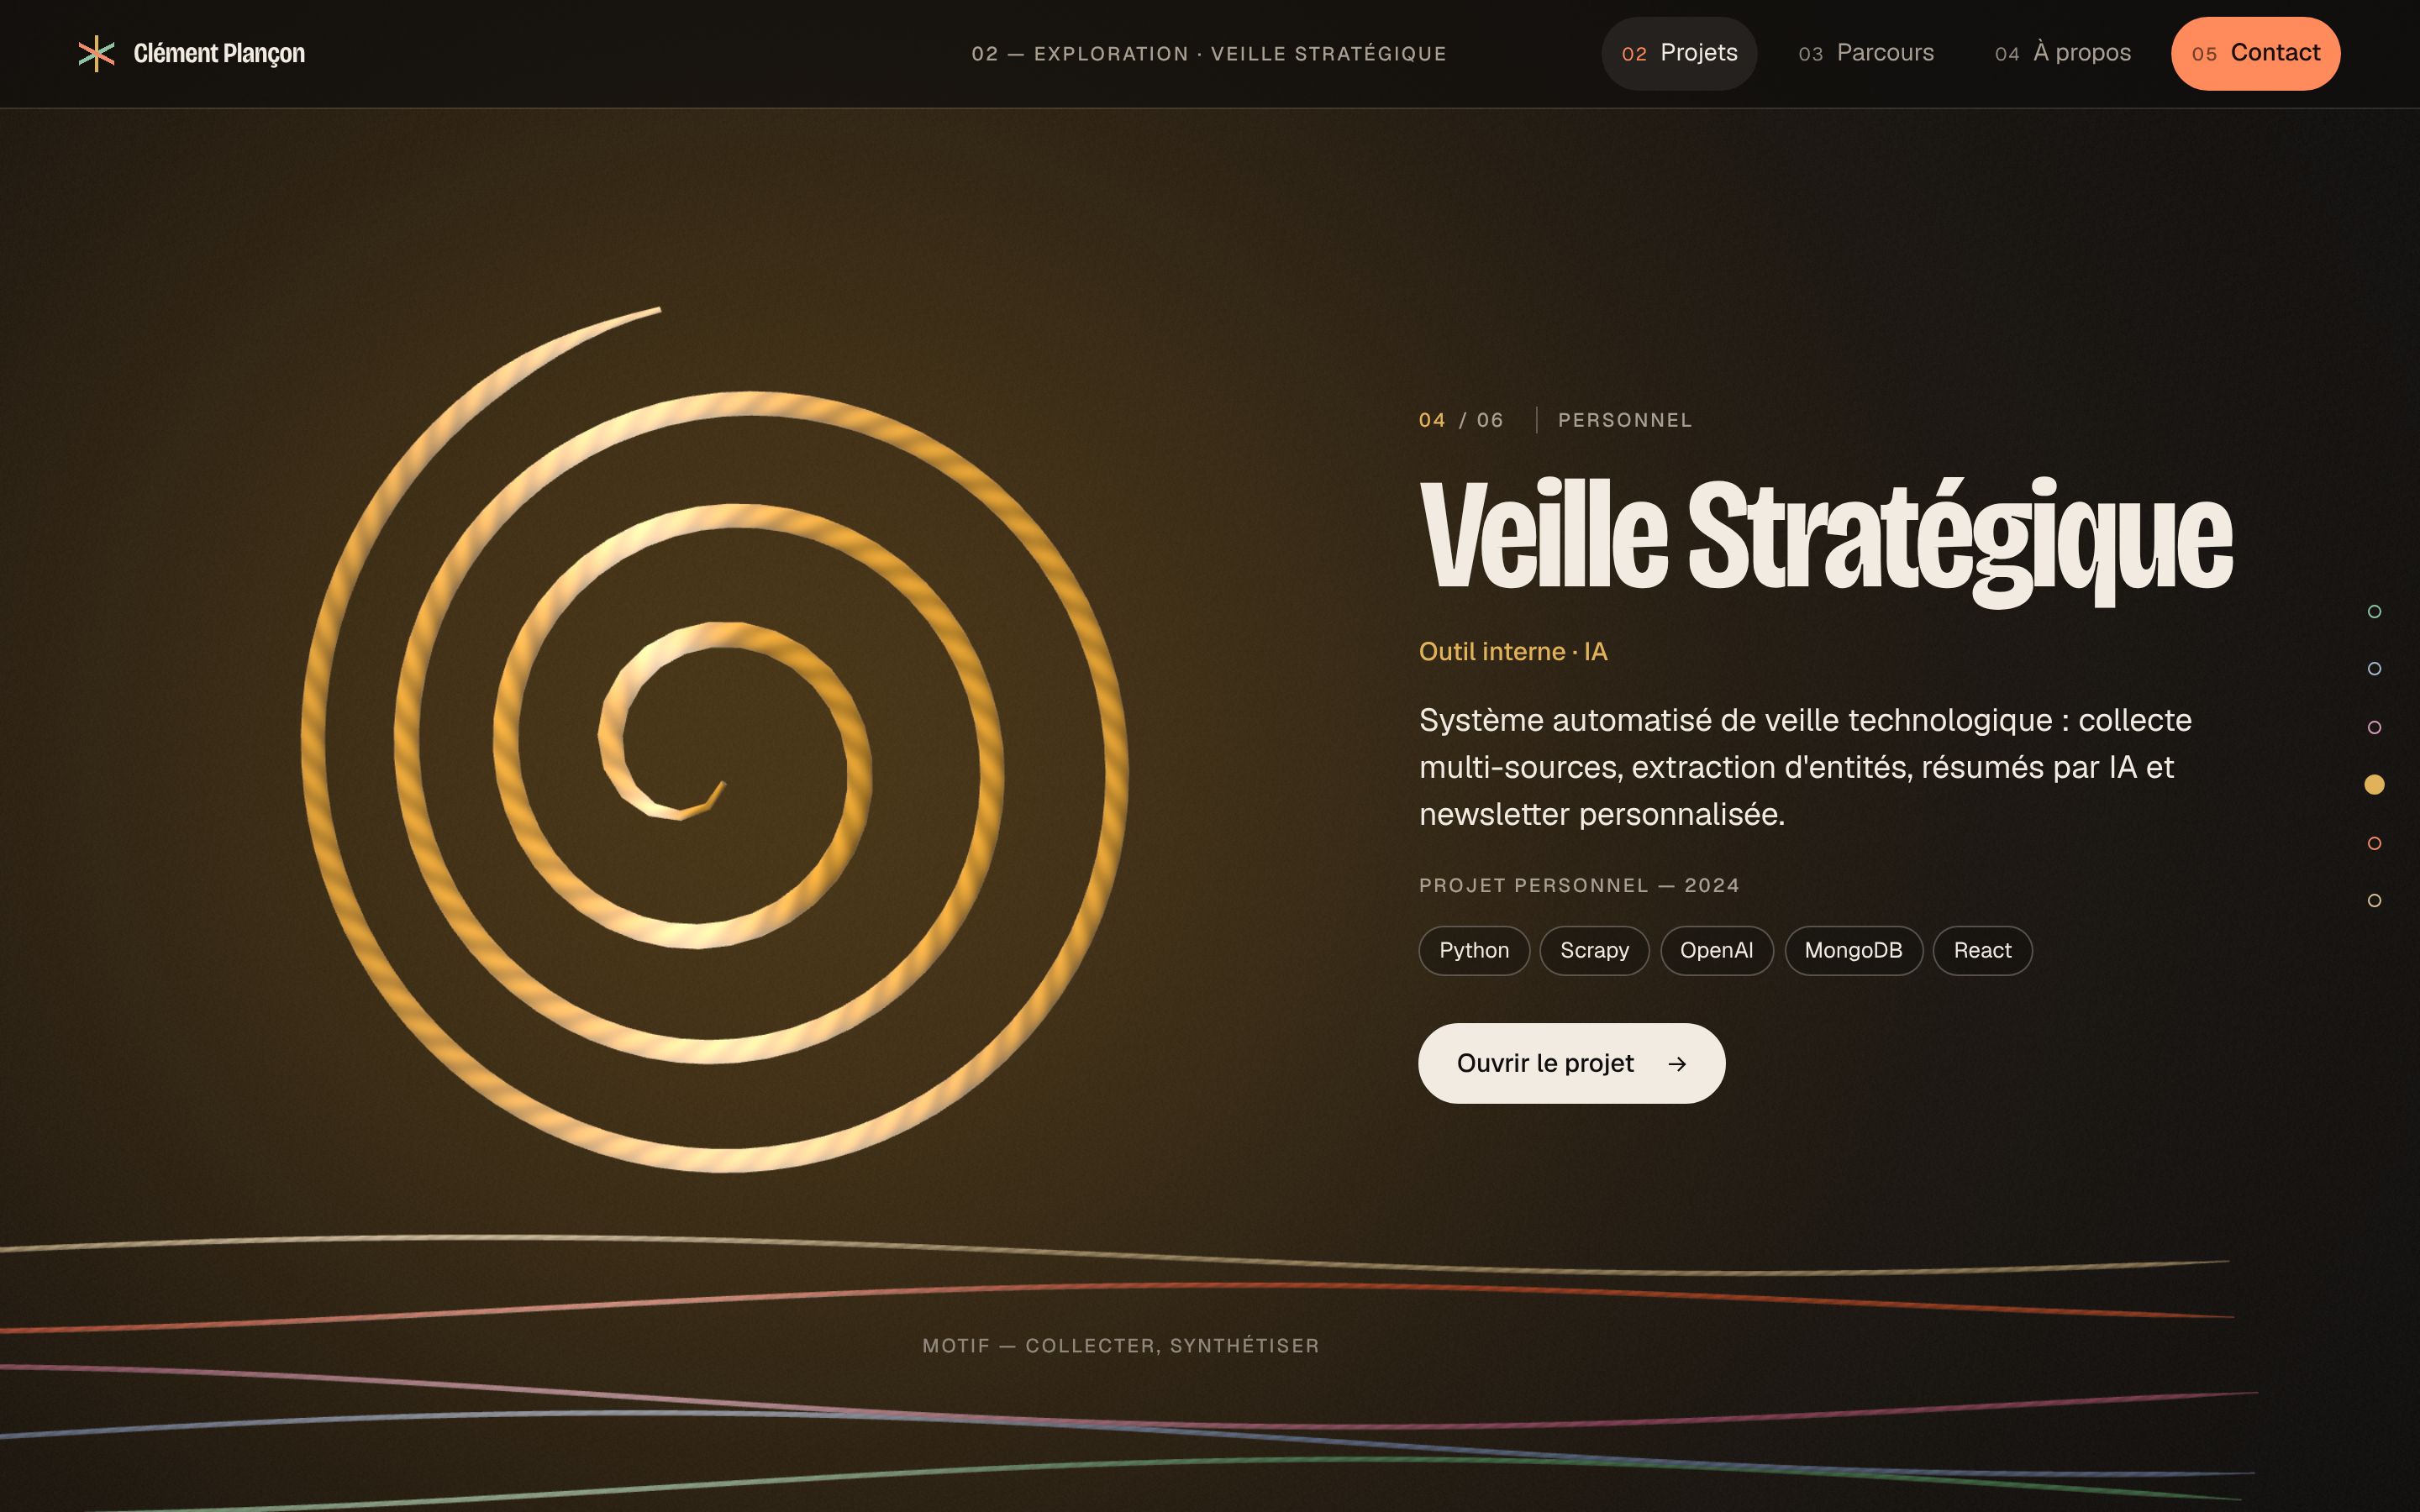 Clément Plançon
02 — EXPLORATION · VEILLE STRATÉGIQUE
02 Projets
03 Parcours
04 À propos
05 Contact
04 / 06
PERSONNEL
Veille Stratégique
Outil interne · IA
Système automatisé de veille technologique : collecte
multi-sources, extraction d'entités, résumés par IA et
newsletter personnalisée.
PROJET PERSONNEL — 2024
Python
Scrapy
OpenAI
MongoDB
React
Ouvrir le projet →
MOTIF — COLLECTER, SYNTHÉTISER